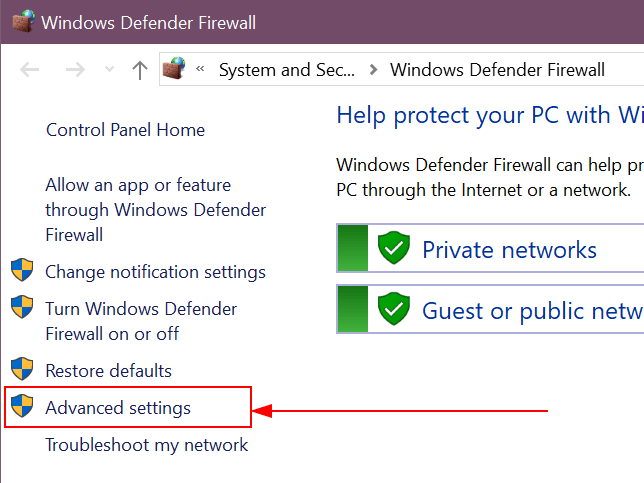 Windows Defender Firewall
« System and Sec... > Windows Defender Firewall
Control Panel Home
Allow an app or feature
through Windows Defender
Firewall
Change notification settings
Turn Windows Defender
Firewall on or off
Restore defaults
Advanced settings
Troubleshoot my network
Help protect your PC with Wi
Windows Defender Firewall can help pr
PC through the Internet or a network.
Private networks
Guest or public netw